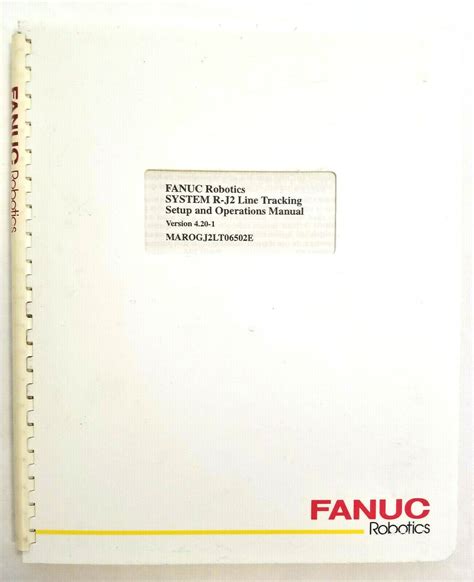 FANUC Robotics
FANUC Robotics
SYSTEM R-J2 Line Tracking
Setup and Operations Manual
Version 4.20-1
MAROGJ2LT06502E
FANUC
Robotics